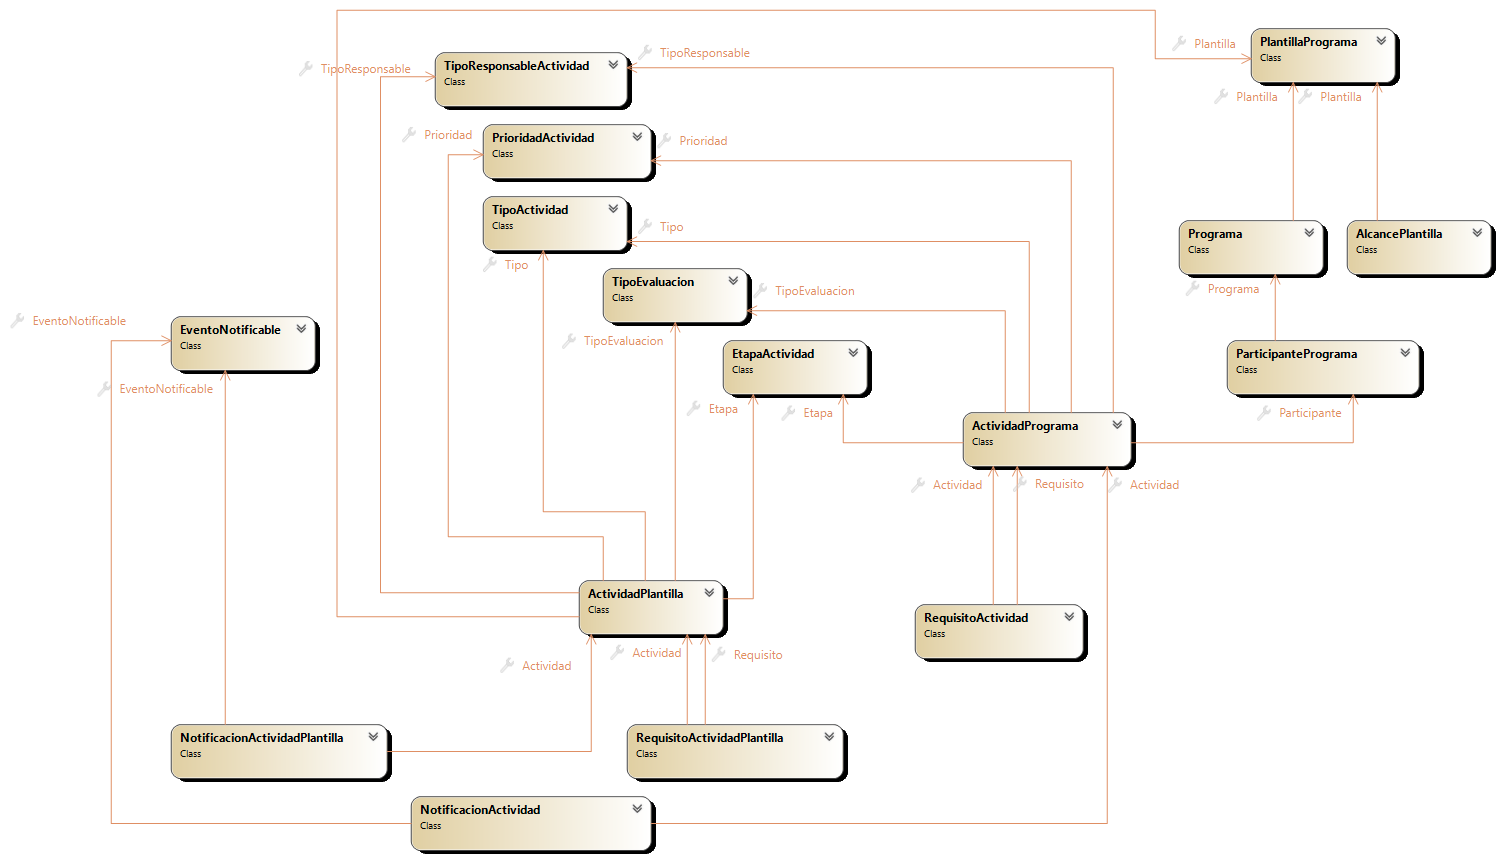 TipoResponsable
TipoResponsable
TipoResponsableActividad
Class
Plantilla
PlantillaPrograma
Class
Plantilla
Plantilla
Prioridad
PrioridadActividad
Class
Prioridad
TipoActividad
Class
Tipo
Tipo
Programa
Class
AlcancePlantilla
Class
TipoEvaluacion
Class
TipoEvaluacion
Programa
EventoNotificable
EventoNotificable
Class
TipoEvaluacion
EtapaActividad
Class
ParticipantePrograma
Class
EventoNotificable
Etapa
Etapa
Participante
ActividadPrograma
Class
Actividad
Requisito
Actividad
ActividadPlantilla
Class
RequisitoActividad
Class
Actividad
Actividad
Requisito
NotificacionActividadPlantilla
Class
RequisitoActividadPlantilla
Class
NotificacionActividad
Class